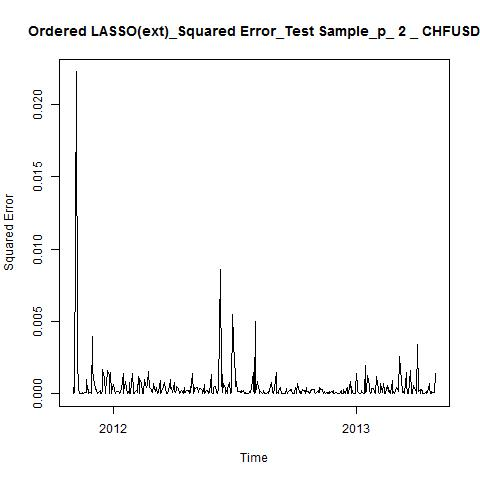 Ordered LASSO(ext)_Squared Error_Test Sample_p_ 2 _ CHFUSD
Squared Error
0.020
0.015
0.010
0.005
0.000
2012
2013
Time